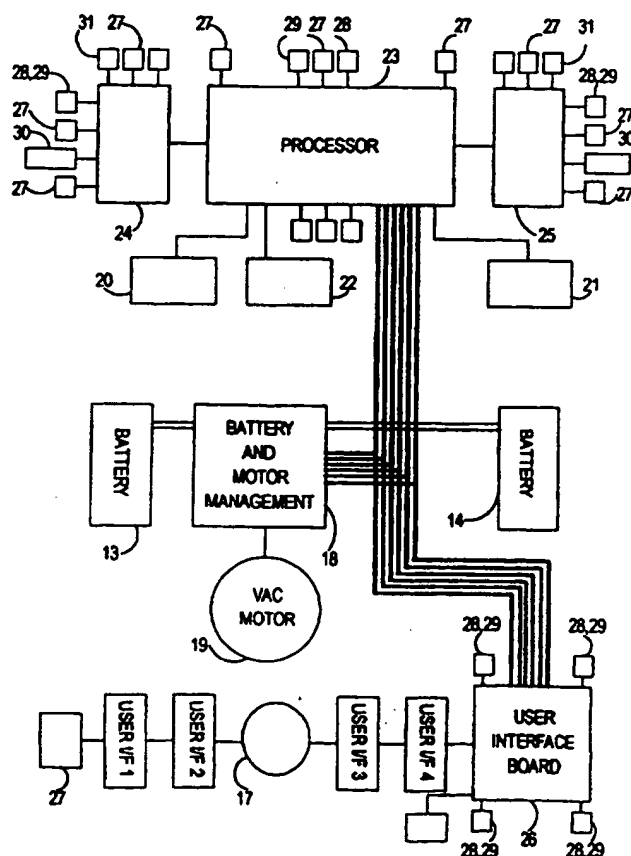 31 27 27 29 27 28 23 27 27 31
28,29 28,29
27 27
30 30
27 27
PROCESSOR
24 25
20 22 21
BATTERY
BATTERY
AND
MOTOR
MANAGEMENT
BATTERY
13 18 14
VAC
MOTOR
19
28,29 28,29
USER I/F 1
USER I/F 2
USER I/F 3
USER I/F 4
USER
INTERFACE
BOARD
27 17
28,29 26 28,29